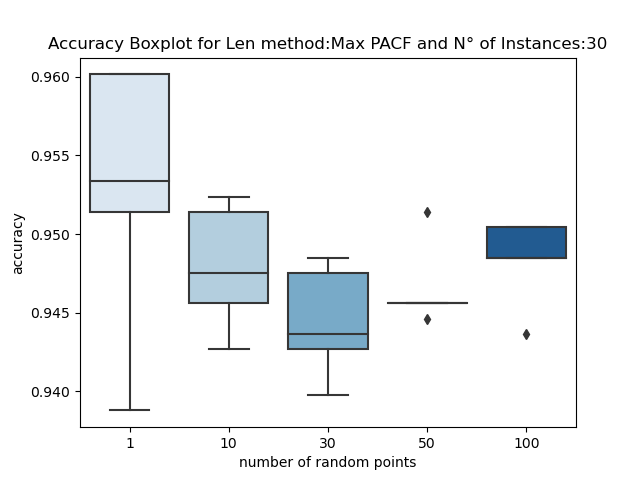 Accuracy Boxplot for Len method:Max PACF and N° of Instances:30
0.960
0.955
0.950
0.945
0.940
accuracy
1 10 30 50 100
number of random points